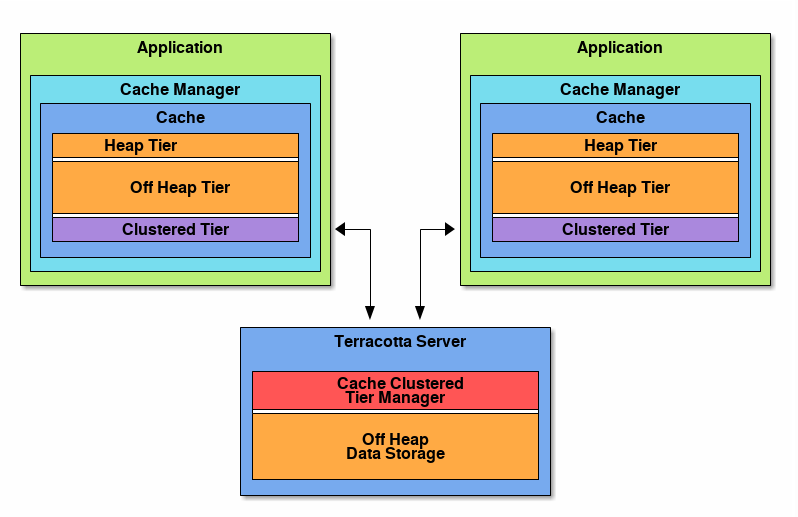 Application
Cache Manager
Cache
Heap Tier
Off Heap Tier
Clustered Tier
Application
Cache Manager
Cache
Heap Tier
Off Heap Tier
Clustered Tier
Terracotta Server
Cache Clustered
Tier Manager
Off Heap
Data Storage